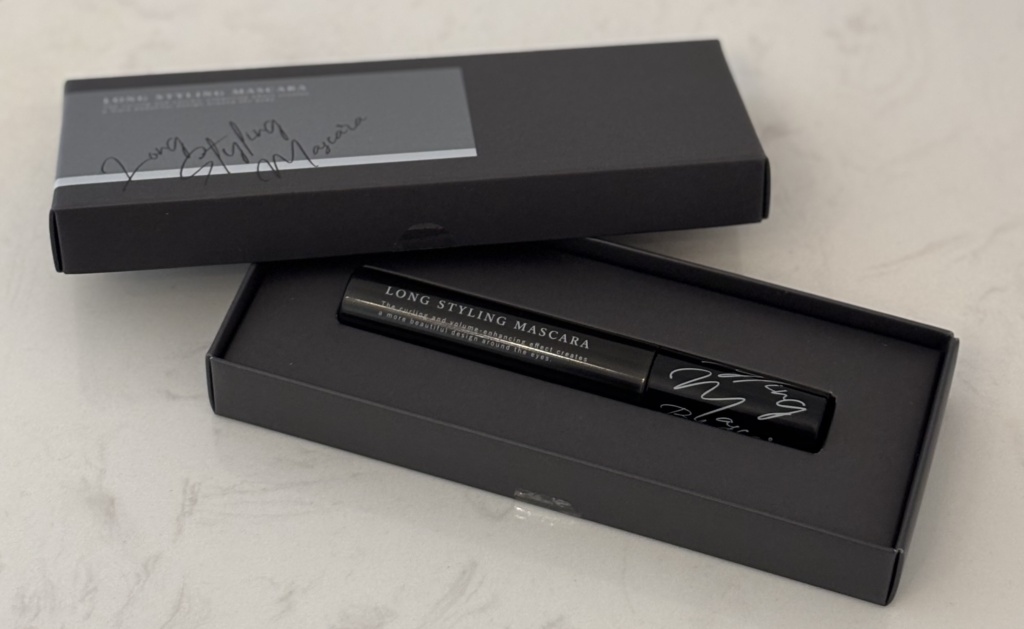 LONG STYLING MASCARA
Long
Styling
Mascara
LONG STYLING MASCARA
The curling and volume-enhancing effect creates
a more beautiful design around the eyes.